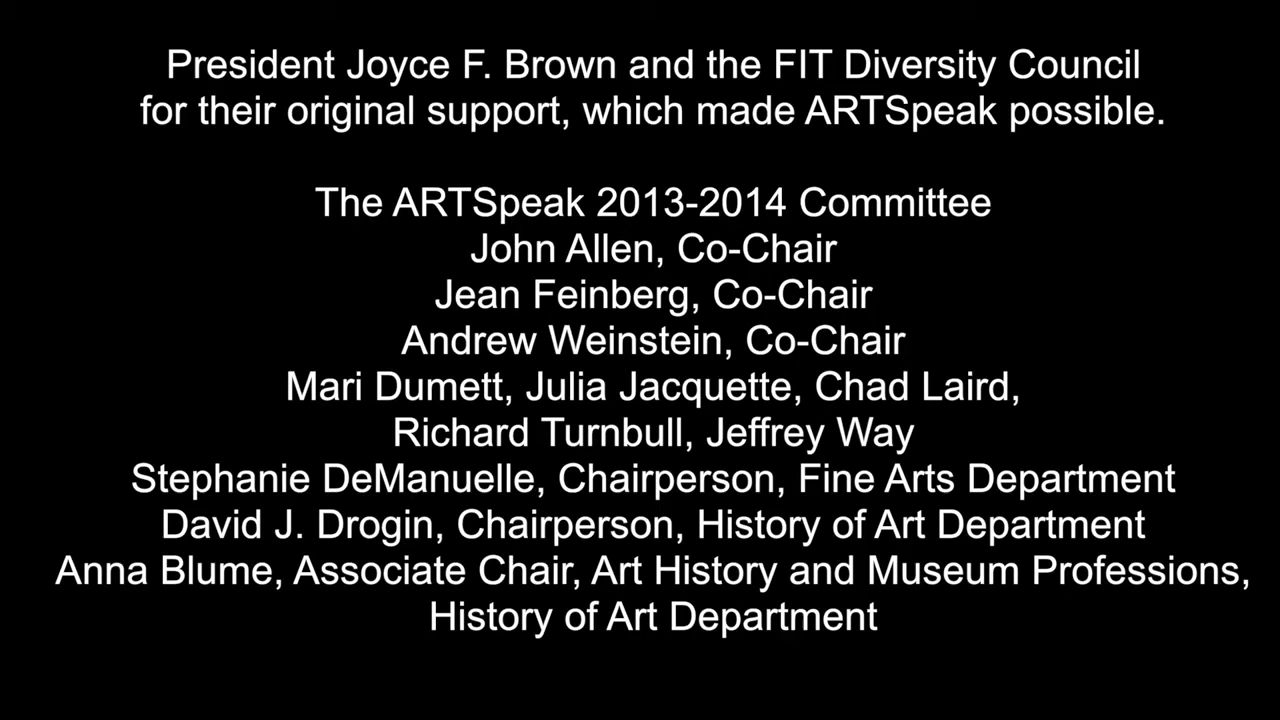 President Joyce F. Brown and the FIT Diversity Council
for their original support, which made ARTSpeak possible.
The ARTSpeak 2013-2014 Committee
John Allen, Co-Chair
Jean Feinberg, Co-Chair
Andrew Weinstein, Co-Chair
Mari Dumett, Julia Jacquette, Chad Laird,
Richard Turnbull, Jeffrey Way
Stephanie DeManuelle, Chairperson, Fine Arts Department
David J. Drogin, Chairperson, History of Art Department
Anna Blume, Associate Chair, Art History and Museum Professions,
History of Art Department